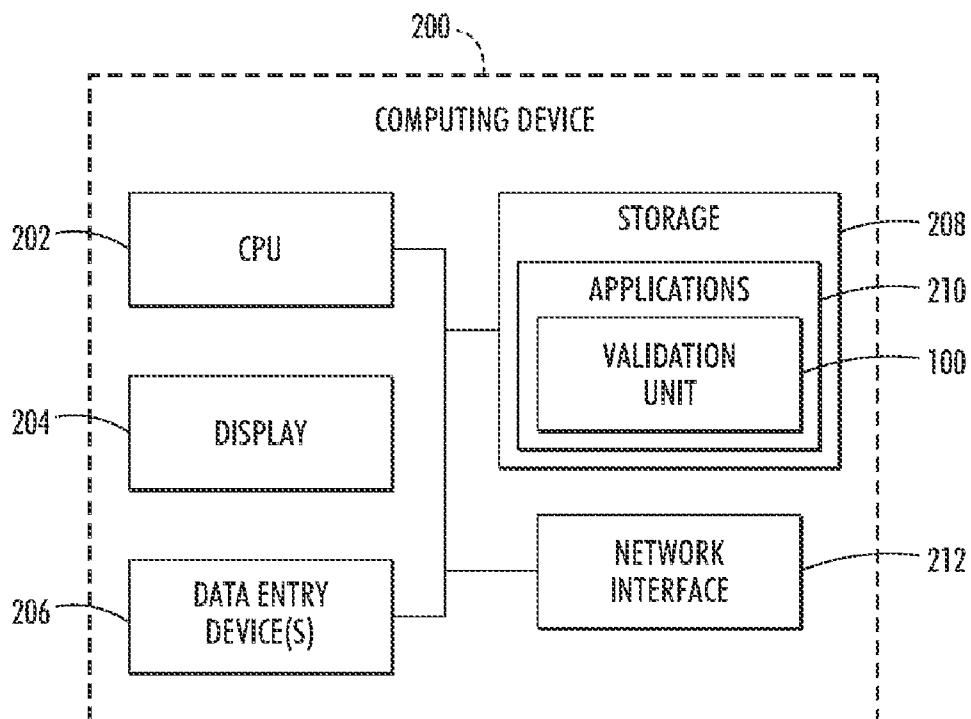 200
COMPUTING DEVICE
202
CPU
STORAGE
208
APPLICATIONS
210
VALIDATION
UNIT
100
204
DISPLAY
206
DATA ENTRY
DEVICE(S)
NETWORK
INTERFACE
212